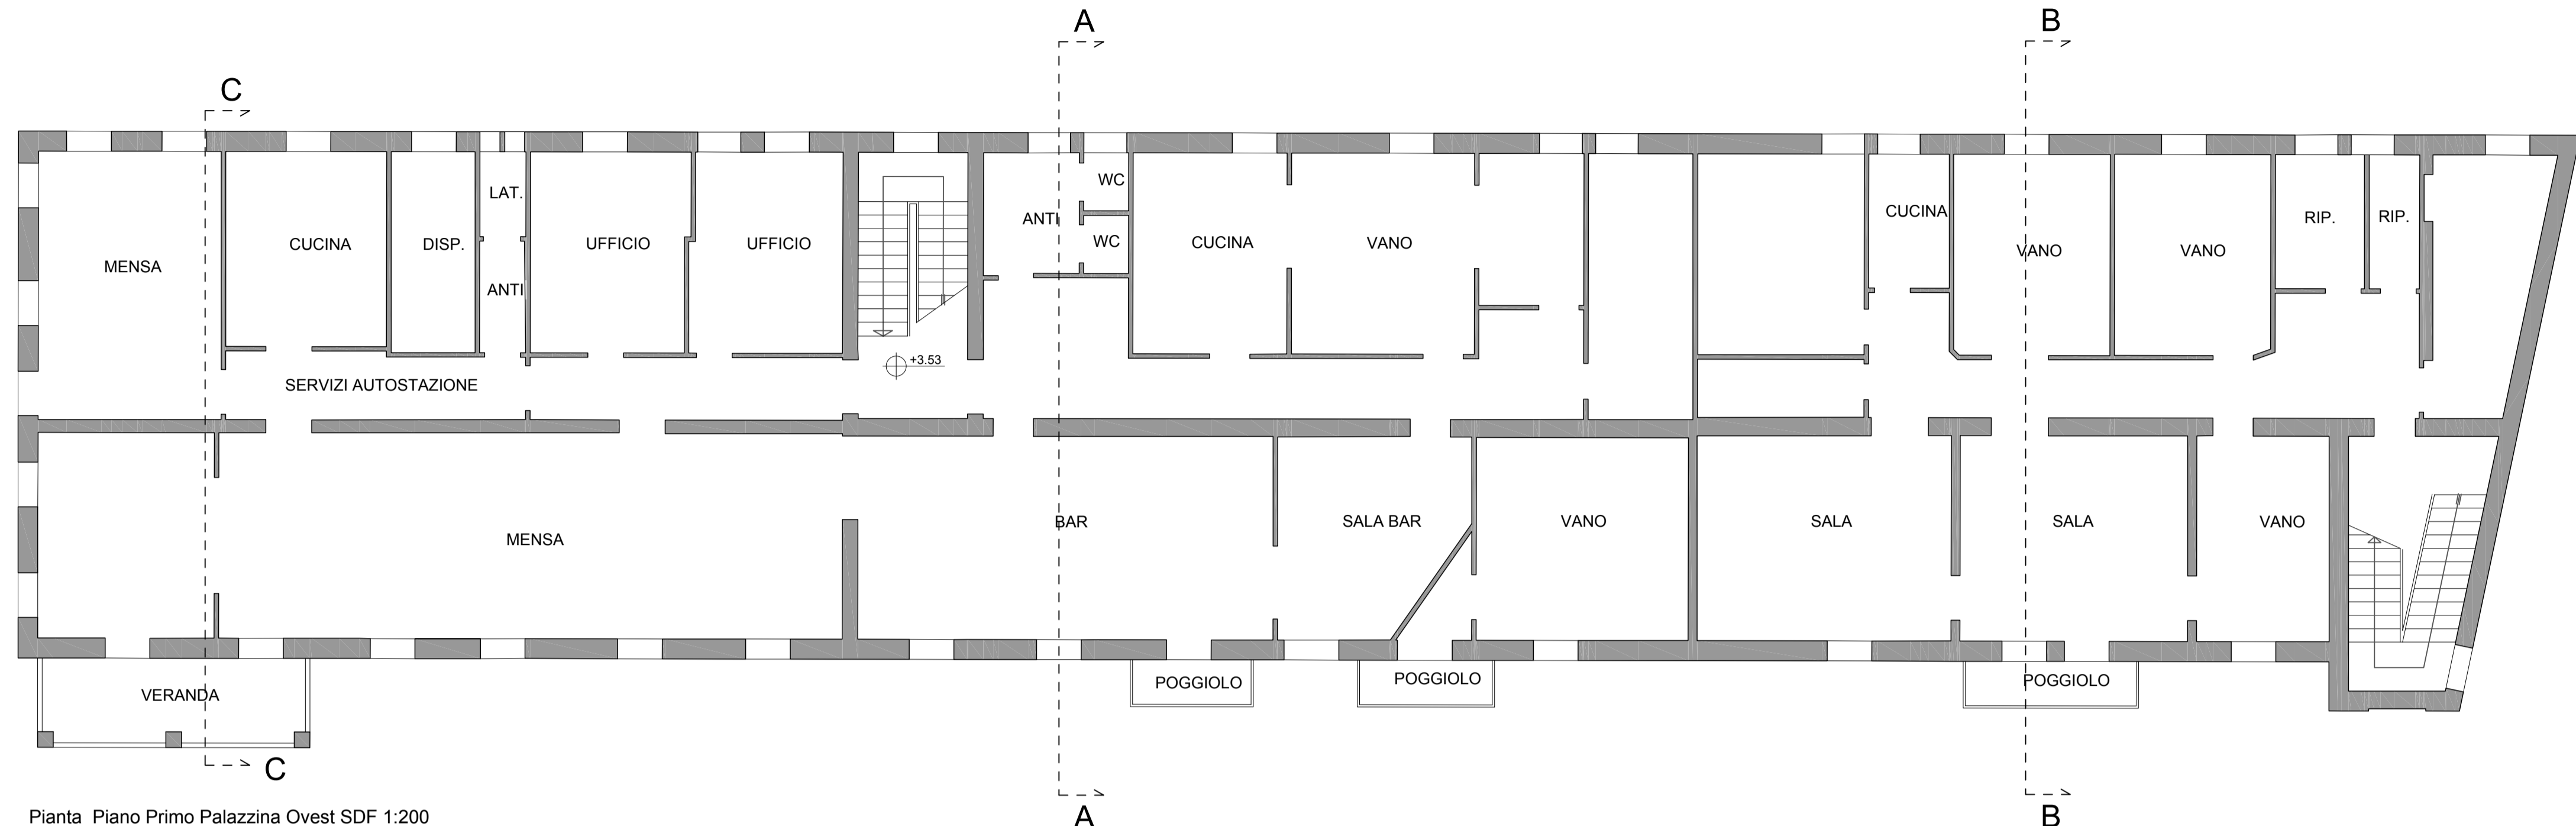 A
B
C
WC
LAT.
CUCINA
RIP.
RIP.
ANTI
WC
CUCINA
DISP.
UFFICIO
UFFICIO
CUCINA
VANO
VANO
VANO
MENSA
ANTI
+3.53
SERVIZI AUTOSTAZIONE
MENSA
BAR
SALA BAR
VANO
SALA
SALA
VANO
VERANDA
POGGIOLO
POGGIOLO
POGGIOLO
C
A
B
Pianta Piano Primo Palazzina Ovest SDF 1:200